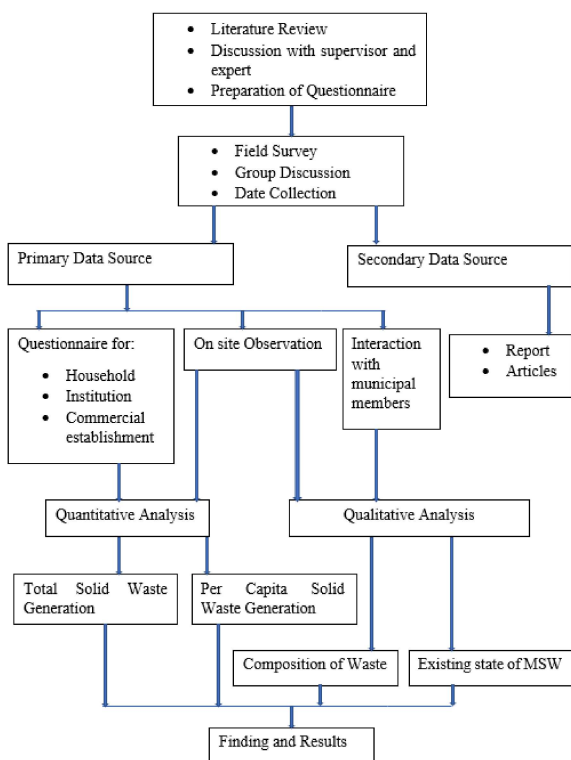 • Literature Review
• Discussion with supervisor and
expert
• Preparation of Questionnaire
• Field Survey
• Group Discussion
• Date Collection
Primary Data Source
Secondary Data Source
Questionnaire for:
• Household
• Institution
• Commercial
establishment
On site Observation
Interaction
with
municipal
members
• Report
• Articles
Quantitative Analysis
Qualitative Analysis
Total Solid Waste
Generation
Per Capita Solid
Waste Generation
Composition of Waste
Existing state of MSW
Finding and Results